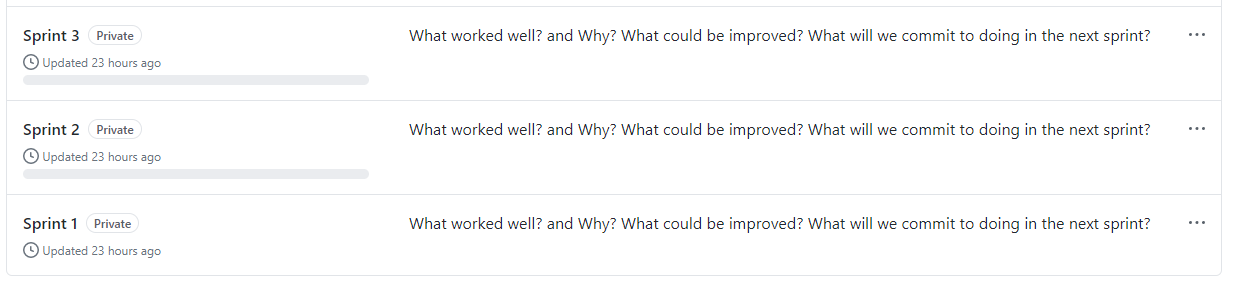 Sprint 3 Private What worked well? and Why? What could be improved? What will we commit to doing in the next sprint?
Updated 23 hours ago
Sprint 2 Private What worked well? and Why? What could be improved? What will we commit to doing in the next sprint?
Updated 23 hours ago
Sprint 1 Private What worked well? and Why? What could be improved? What will we commit to doing in the next sprint?
Updated 23 hours ago